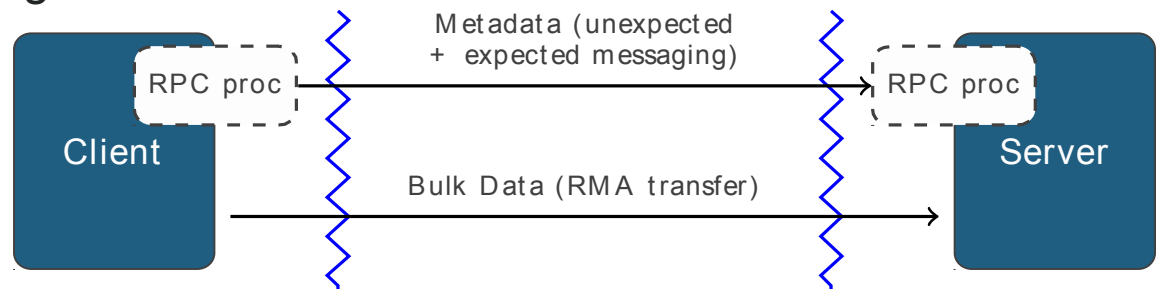 Metadata (unexpected
+ expected messaging)
RPC proc
RPC proc
Client
Server
Bulk Data (RMA transfer)